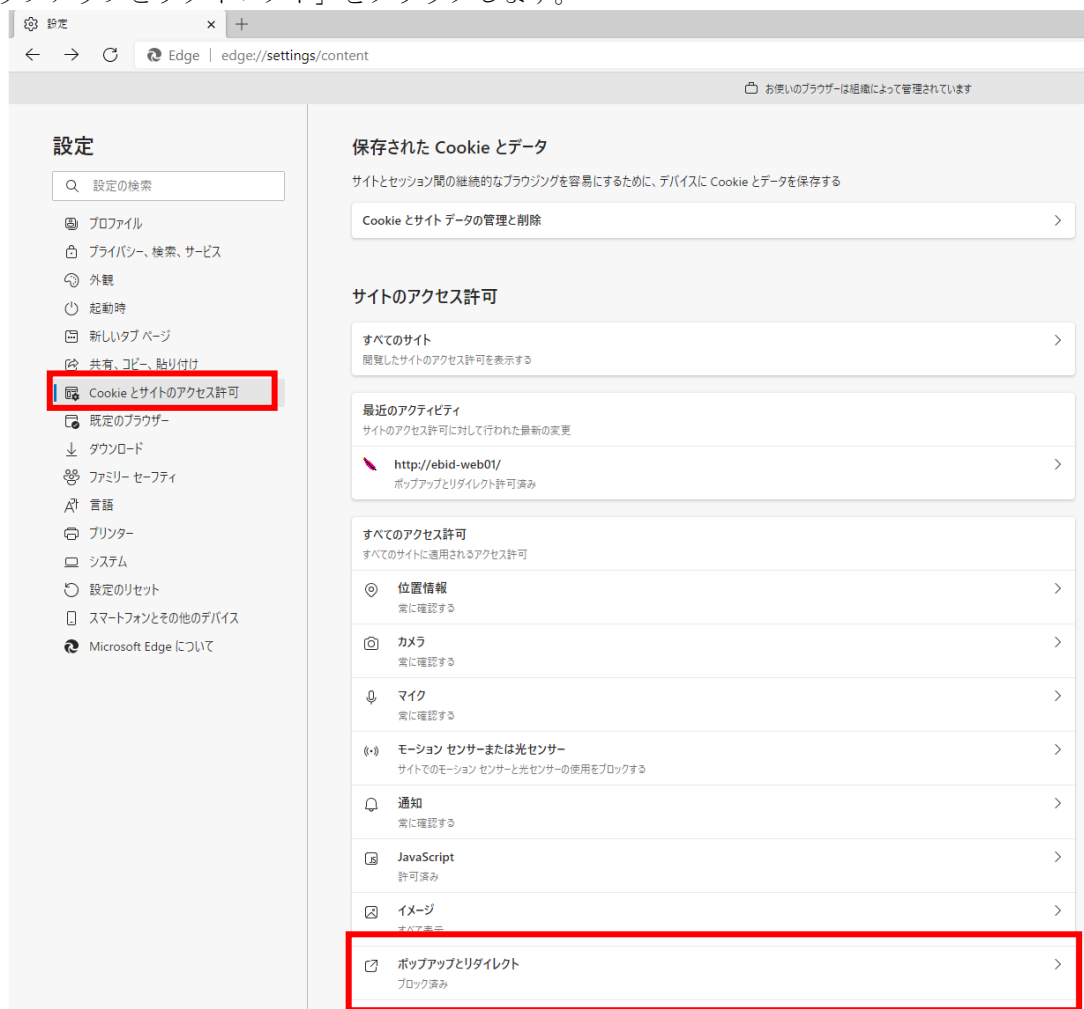 設定
Edge | edge://settings/content
お使いのブラウザーは組織によって管理されています
設定
設定の検索
プロファイル
プライバシー、検索、サービス
外観
起動時
新しいタブ ページ
共有、コピー、貼り付け
Cookie とサイトのアクセス許可
既定のブラウザー
ダウンロード
ファミリー セーフティ
言語
プリンター
システム
設定のリセット
スマートフォンとその他のデバイス
Microsoft Edge について
保存された Cookie とデータ
サイトとセッション間の継続的なブラウジングを容易にするために、デバイスに Cookie とデータを保存する
Cookie とサイト データの管理と削除
サイトのアクセス許可
すべてのサイト
閲覧したサイトのアクセス許可を表示する
最近のアクティビティ
サイトのアクセス許可に対して行われた最新の変更
http://ebid-web01/
ポップアップとリダイレクト許可済み
すべてのアクセス許可
すべてのサイトに適用されるアクセス許可
位置情報
常に確認する
カメラ
常に確認する
マイク
常に確認する
モーション センサーまたは光センサー
サイトでのモーション センサーと光センサーの使用をブロックする
通知
常に確認する
JavaScript
許可済み
イメージ
すべて表示
ポップアップとリダイレクト
ブロック済み